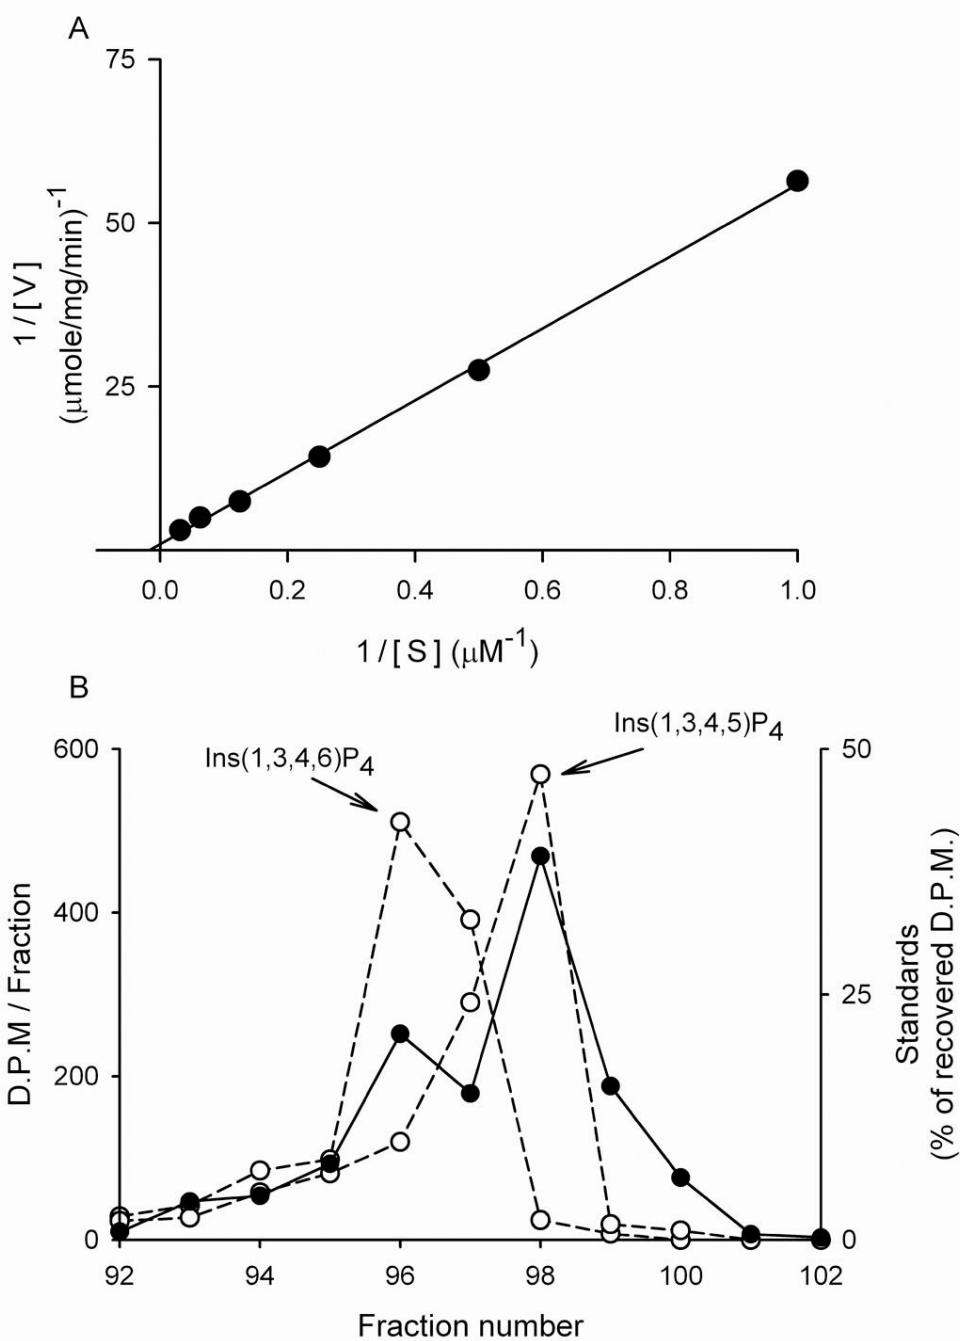 A
75
50
25
1/[V]
(μmole/mg/min)-1
0.0 0.2 0.4 0.6 0.8 1.0
1/[S] (μM-1)
B
Ins(1,3,4,6)P4
Ins(1,3,4,5)P4
600
400
200
0
D.P.M / Fraction
50
25
0
Standards
(% of recovered D.P.M.)
92 94 96 98 100 102
Fraction number